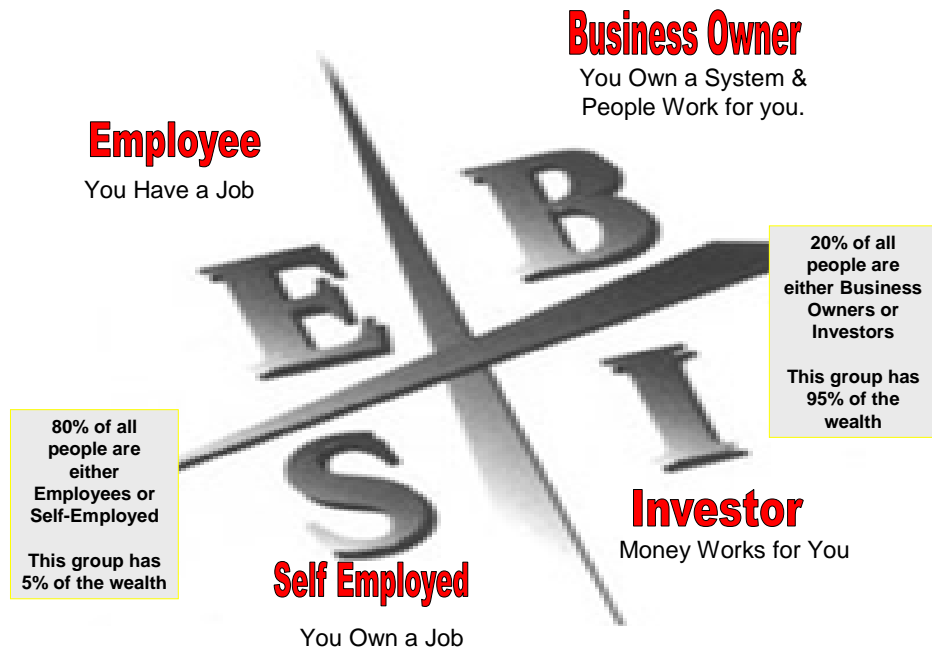 Business Owner
You Own a System &
People Work for you.
Employee
You Have a Job
B
E
20% of all
people are
either Business
Owners or
Investors
This group has
95% of the
wealth
I
S
80% of all
people are
either
Employees or
Self-Employed
This group has
5% of the wealth
Investor
Money Works for You
Self Employed
You Own a Job